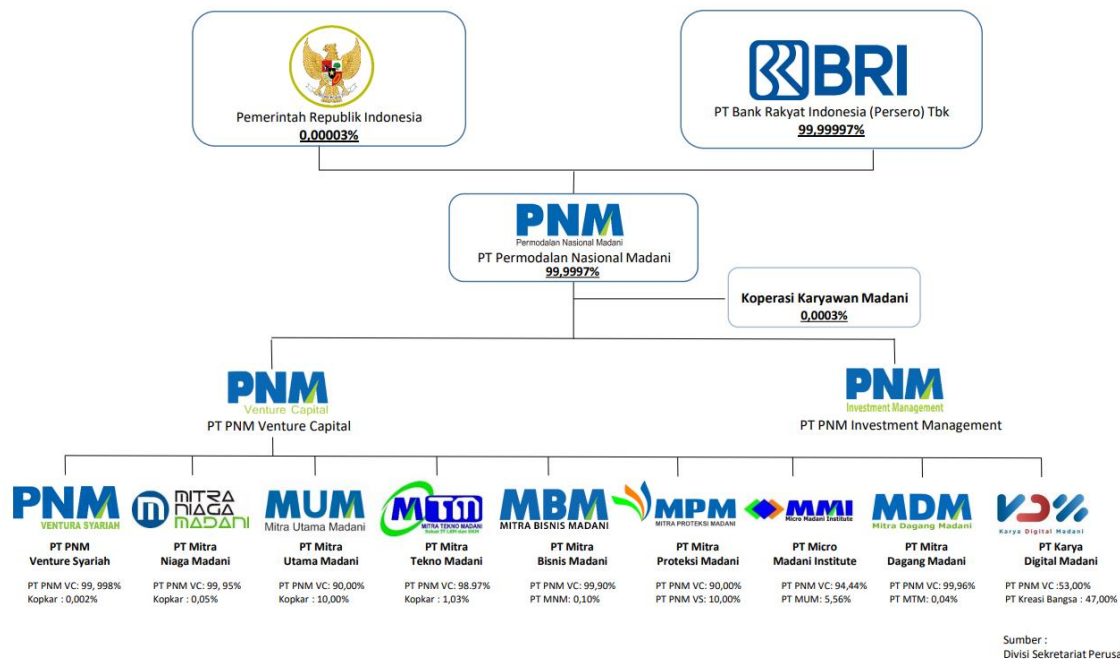 BRI
Pemerintah Republik Indonesia
0,00003%
PT Bank Rakyat Indonesia (Persero) Tbk
99,99997%
PNM
Permodalan Nasional Madani
PT Permodalan Nasional Madani
99,9997%
Koperasi Karyawan Madani
0,0003%
PNM
Venture Capital
PT PNM Venture Capital
PNM
Investment Management
PT PNM Investment Management
PNM
VENTURA SYARIAH
PT PNM
Venture Syariah
PT PNM VC: 99, 998%
Kopkar : 0,002%
MITRA
NIAGA
MADANI
PT Mitra
Niaga Madani
PT PNM VC: 99, 95%
Kopkar : 0,05%
MUM
Mitra Utama Madani
PT Mitra
Utama Madani
PT PNM VC: 90,00%
Kopkar : 10,00%
MTM
MITRA TEKNO MADANI
PT Mitra
Tekno Madani
PT PNM VC: 98.97%
Kopkar : 1,03%
MBM
MITRA BISNIS MADANI
PT Mitra
Bisnis Madani
PT PNM VC: 99,90%
PT MNM: 0,10%
MPM
MITRA PROTEKSI MADANI
PT Mitra
Proteksi Madani
PT PNM VC: 90,00%
PT PNM VS: 10,00%
MMI
Micro Madani Institute
PT Micro
Madani Institute
PT PNM VC: 94,44%
PT MUM: 5,56%
MDM
Mitra Dagang Madani
PT Mitra
Dagang Madani
PT PNM VC: 99,96%
PT MTM: 0,04%
KDM
Karya Digital Madani
PT Karya
Digital Madani
PT PNM VC :53,00%
PT Kreasi Bangsa : 47,00%
Sumber :
Divisi Sekretariat Perusa